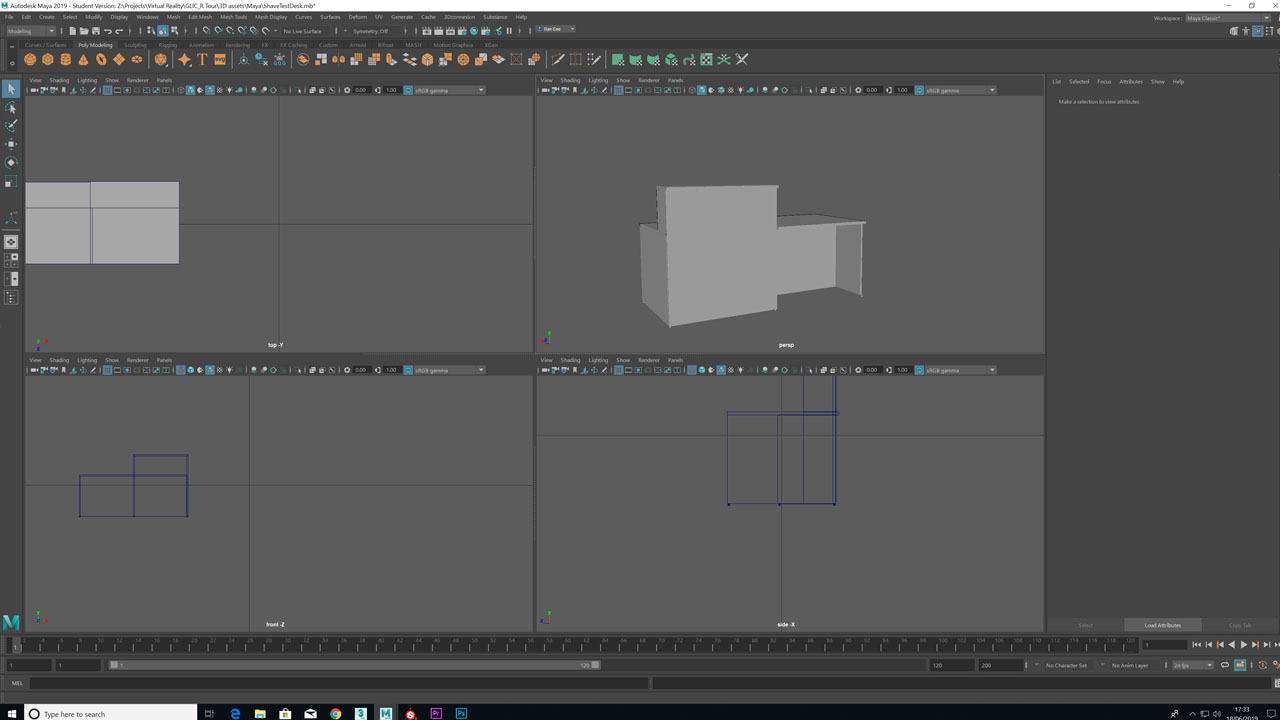 Autodesk Maya 2019 - Student Version: Z:\Projects\Virtual Reality\GLIC_R Tour\3D assets\Maya\ShaveTestDesk.mb*
File Edit Create Select Modify Display Windows Mesh Edit Mesh Mesh Tools Mesh Display Curves Surfaces Deform UV Generate Cache 3Dconnexion Substance Help
Workspace: Maya Classic*
Modeling No Live Surface Symmetry: Off Dan Cox
Curves / Surfaces Poly Modeling Sculpting Rigging Animation Rendering FX FX Caching Custom Arnold Bifrost MASH Motion Graphics XGen
View Shading Lighting Show Renderer Panels
0.00 1.00 sRGB gamma
top -Y
View Shading Lighting Show Renderer Panels
0.00 1.00 sRGB gamma
persp
List Selected Focus Attributes Show Help
Make a selection to view attributes
View Shading Lighting Show Renderer Panels
0.00 1.00 sRGB gamma
front -Z
View Shading Lighting Show Renderer Panels
0.00 1.00 sRGB gamma
side -X
Select Load Attributes Copy Tab
1 2 4 6 8 10 12 14 16 18 20 22 24 26 28 30 32 34 36 38 40 42 44 46 48 50 52 54 56 58 60 62 64 66 68 70 72 74 76 78 80 82 84 86 88 90 92 94 96 98 100 102 104 106 108 110 112 114 116 118 120 1
1 1 1 120 120 200 No Character Set No Anim Layer 24 fps
MEL
Type here to search
17:33
18/06/2019